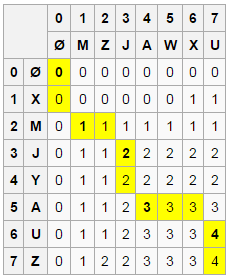 0 1 2 3 4 5 6 7
Ø M Z J A W X U
0 Ø 0 0 0 0 0 0 0 0
1 X 0 0 0 0 0 0 1 1
2 M 0 1 1 1 1 1 1 1
3 J 0 1 1 2 2 2 2 2
4 Y 0 1 1 2 2 2 2 2
5 A 0 1 1 2 3 3 3 3
6 U 0 1 1 2 3 3 3 4
7 Z 0 1 2 2 3 3 3 4